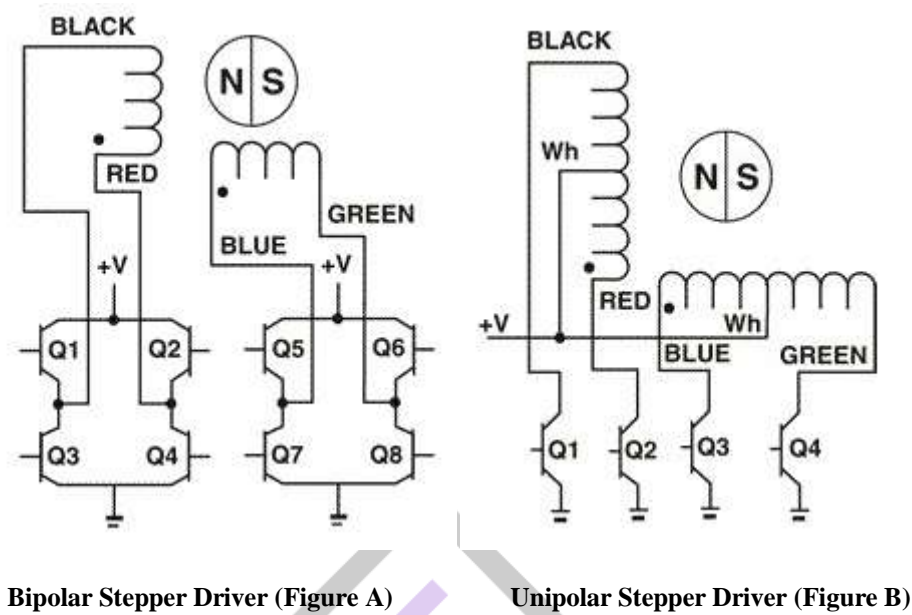 BLACK
N S
RED
GREEN
BLUE
+V
+V
Q1 Q2 Q5 Q6
Q3 Q4 Q7 Q8
BLACK
Wh
N S
RED
+V
Wh
BLUE
GREEN
Q1 Q2 Q3 Q4
Bipolar Stepper Driver (Figure A)
Unipolar Stepper Driver (Figure B)